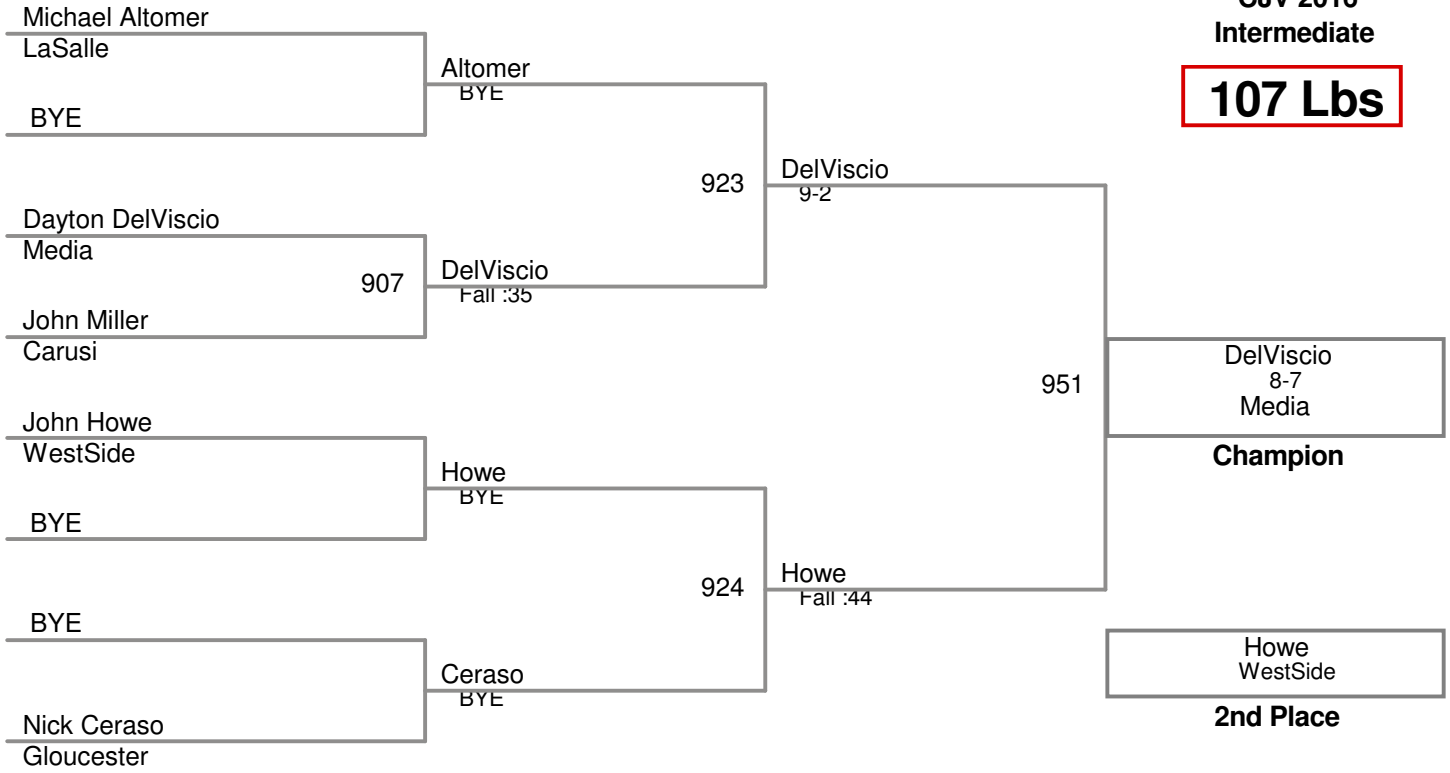 Michael Altomer
LaSalle
BYE
Dayton DelViscio
Media
907
John Miller
Carusi
John Howe
WestSide
BYE
BYE
Nick Ceraso
Gloucester
Altomer
BYE
923
DelViscio
Fall :35
Howe
BYE
924
Ceraso
BYE
DelViscio
9-2
951
Howe
Fall :44
Intermediate
107 Lbs
DelViscio
8-7
Media
Champion
Howe
WestSide
2nd Place